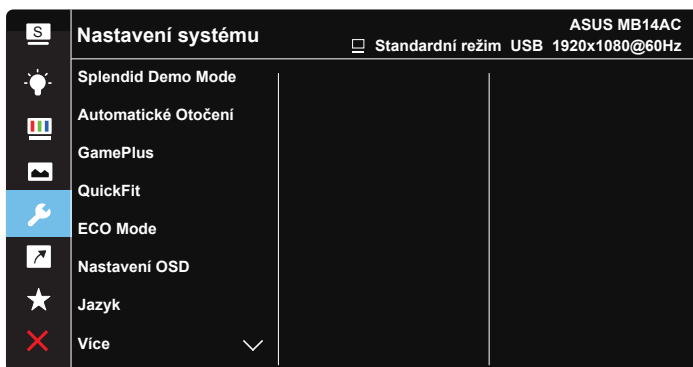 S
Nastavení systému
ASUS MB14AC
Standardní režim USB 1920x1080@60Hz
Splendid Demo Mode
Automatické Otočení
GamePlus
QuickFit
ECO Mode
Nastavení OSD
Jazyk
Více